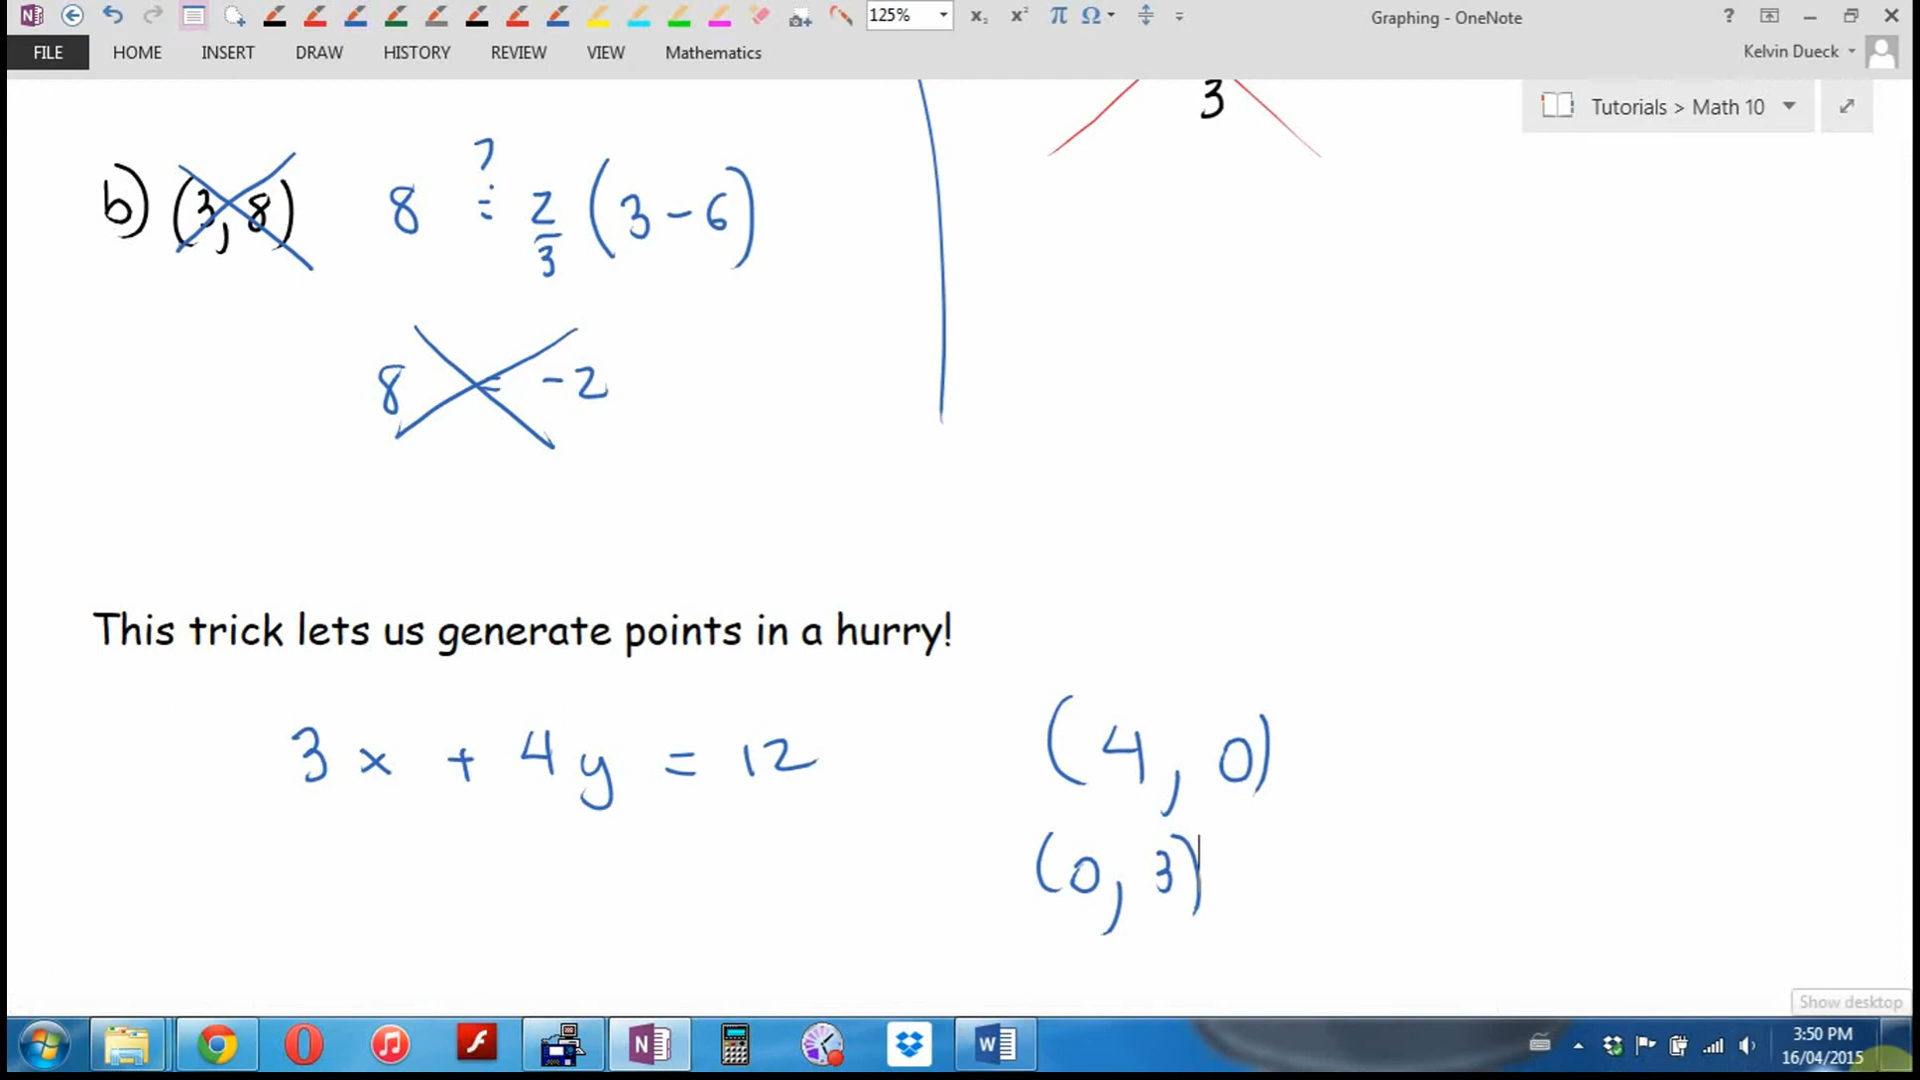 125% x₂ x² π Ω Graphing - OneNote ?
FILE HOME INSERT DRAW HISTORY REVIEW VIEW Mathematics Kelvin Dueck
Tutorials > Math 10
3
b) (3, 8) 8 ≟ 2/3 (3 - 6)
8 = -2
This trick lets us generate points in a hurry!
3x + 4y = 12 (4, 0)
(0, 3)
Show desktop
3:50 PM
16/04/2015